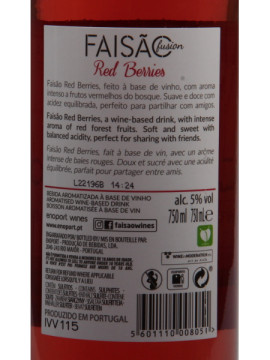 FAISÃO fusion
Red Berries
Faisão Red Berries, feito à base de vinho, com aroma
intenso a frutos vermelhos do bosque. Suave e doce com
acidez equilibrada, perfeito para partilhar com amigos.
Faisão Red Berries, a wine-based drink, with intense
aroma of red forest fruits. Soft and sweet with
balanced acidity, perfect for sharing with friends.
Faisão Red Berries, fait à base de vin, avec un arôme
intense de baies rouges. Doux et sucré avec une acidité
équilibrée, parfait pour partager entre amis.
L22196B 14:24
BEBIDA AROMATIZADA À BASE DE VINHO
AROMATISED WINE-BASED DRINK
BOISSON AROMATISÉE À BASE DE VIN
enoport wines
www.enoport.pt
faisaowines
alc. 5% vol
750 ml
PRODUZIDO EM PORTUGAL
IVV115
5 601110 008051